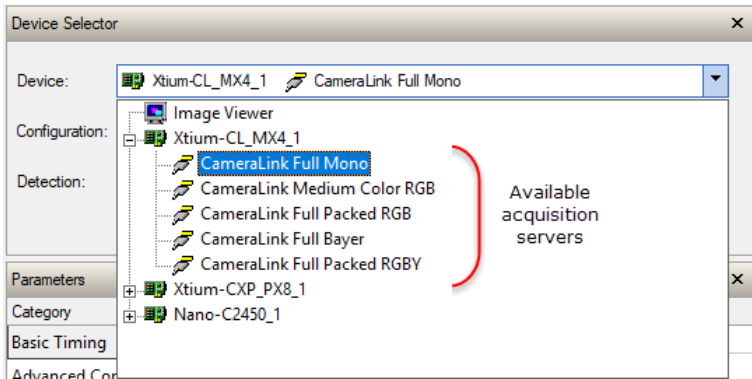 Device Selector
Device: Xtium-CL_MX4_1 CameraLink Full Mono
Image Viewer
Configuration: Xtium-CL_MX4_1
CameraLink Full Mono
Detection: CameraLink Medium Color RGB
CameraLink Full Packed RGB
CameraLink Full Bayer
CameraLink Full Packed RGBY
Available
acquisition
servers
Parameters Xtium-CXP_PX8_1
Category Nano-C2450_1
Basic Timing
Advanced Con